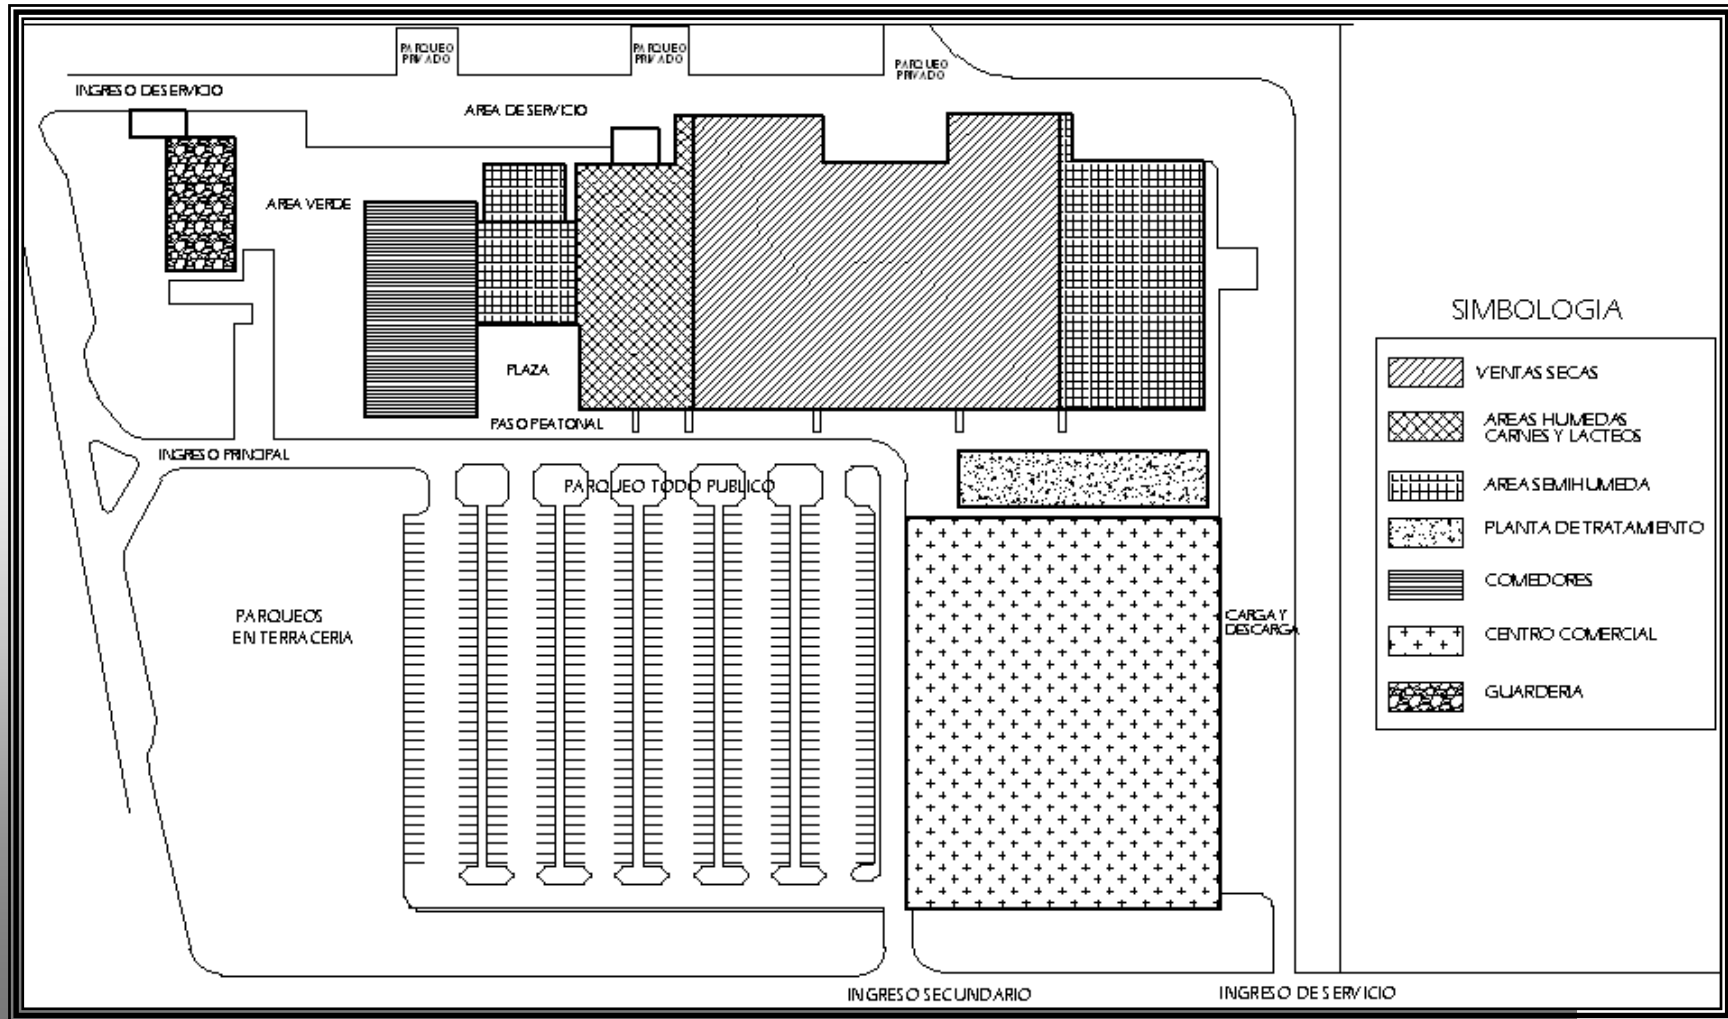 PARQUEO
PRIVADO
PARQUEO
PRIVADO
PARQUEO
PRIVADO
INGRESO DE SERVICIO
AREA DE SERVICIO
AREA VERDE
PLAZA
PASO PEATONAL
INGRESO PRINCIPAL
PARQUEO TODO PUBLICO
PARQUEOS
EN TERRACERIA
CARGA Y
DESCARGA
INGRESO SECUNDARIO
INGRESO DE SERVICIO
SIMBOLOGIA
VENTAS SECAS
AREAS HUMEDAS
CARNES Y LACTEOS
AREA SEMIHUMEDA
PLANTA DE TRATAMIENTO
COMEDORES
CENTRO COMERCIAL
GUARDERIA